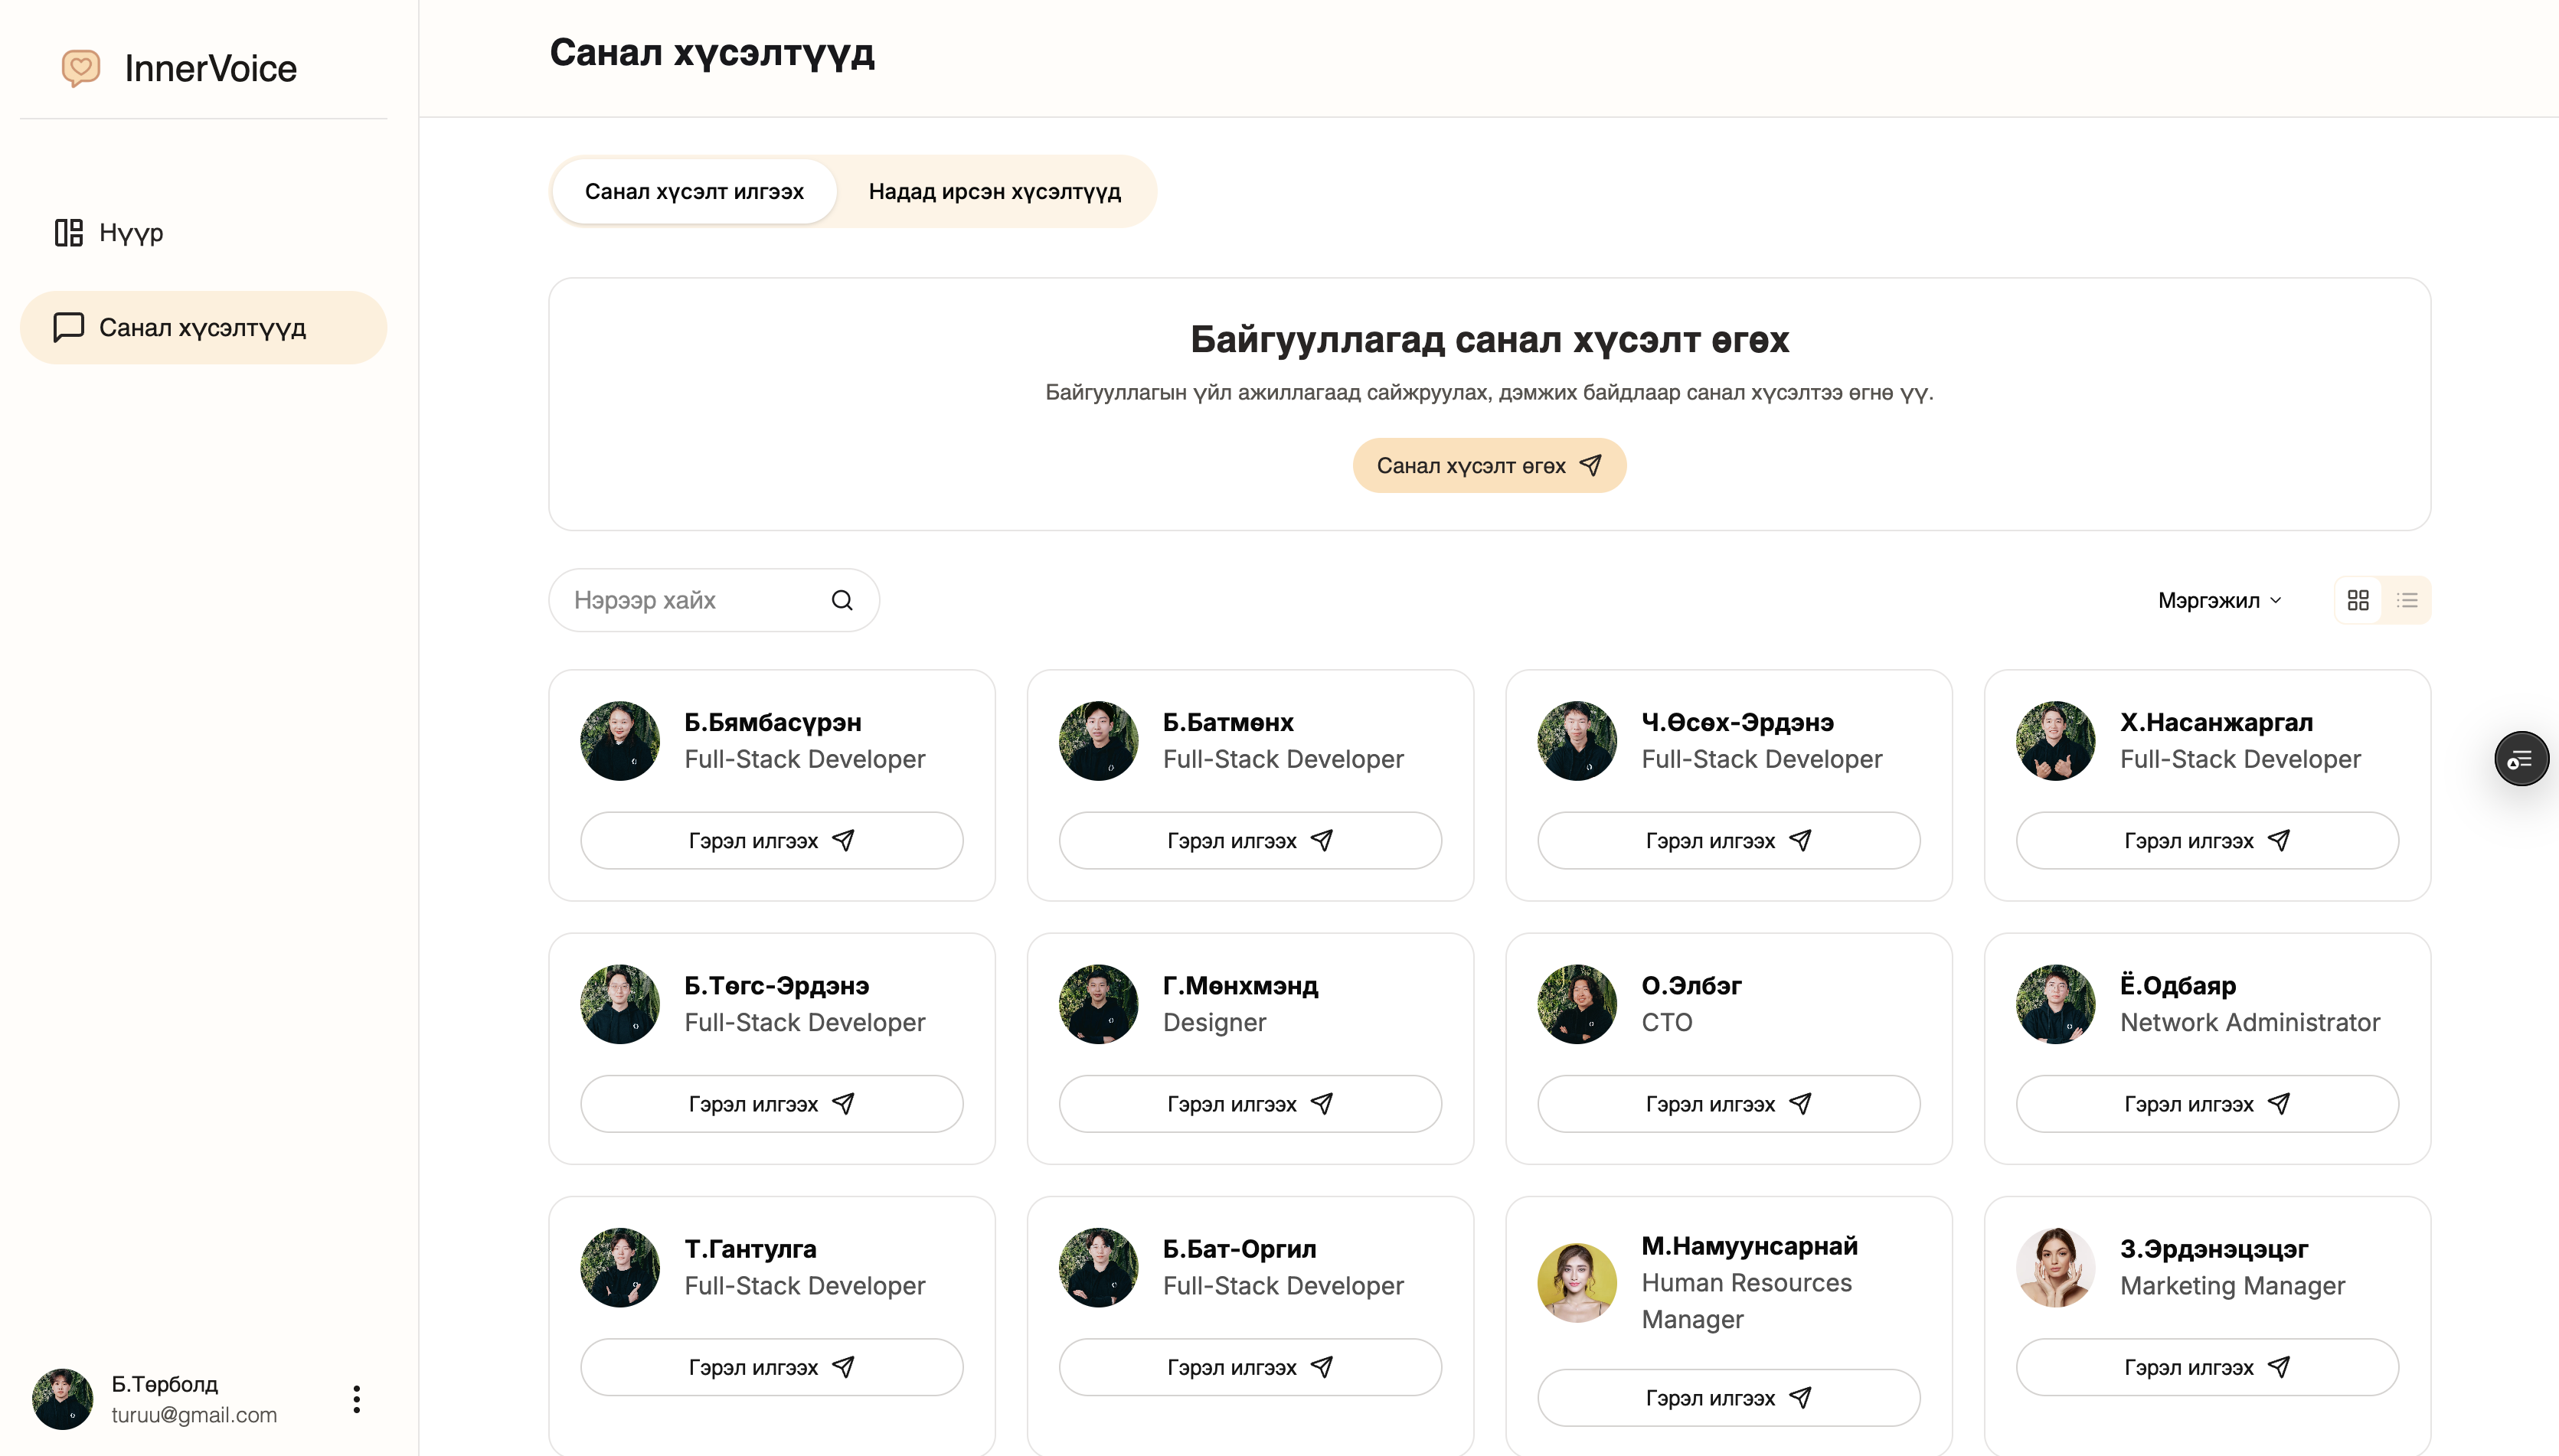 InnerVoice
Нүүр
Санал хүсэлтүүд
Б.Төрболд
turuu@gmail.com
Санал хүсэлтүүд
Санал хүсэлт илгээх
Надад ирсэн хүсэлтүүд
Байгууллагад санал хүсэлт өгөх
Байгууллагын үйл ажиллагаад сайжруулах, дэмжих байдлаар санал хүсэлтээ өгнө үү.
Санал хүсэлт өгөх
Нэрээр хайх
Мэргэжил
Б.Бямбасүрэн
Full-Stack Developer
Гэрэл илгээх
Б.Батмөнх
Full-Stack Developer
Гэрэл илгээх
Ч.Өсөх-Эрдэнэ
Full-Stack Developer
Гэрэл илгээх
Х.Насанжаргал
Full-Stack Developer
Гэрэл илгээх
Б.Төгс-Эрдэнэ
Full-Stack Developer
Гэрэл илгээх
Г.Мөнхмэнд
Designer
Гэрэл илгээх
О.Элбэг
CTO
Гэрэл илгээх
Ё.Одбаяр
Network Administrator
Гэрэл илгээх
Т.Гантулга
Full-Stack Developer
Гэрэл илгээх
Б.Бат-Оргил
Full-Stack Developer
Гэрэл илгээх
М.Намуунсарнай
Human Resources
Manager
Гэрэл илгээх
З.Эрдэнэцэцэг
Marketing Manager
Гэрэл илгээх